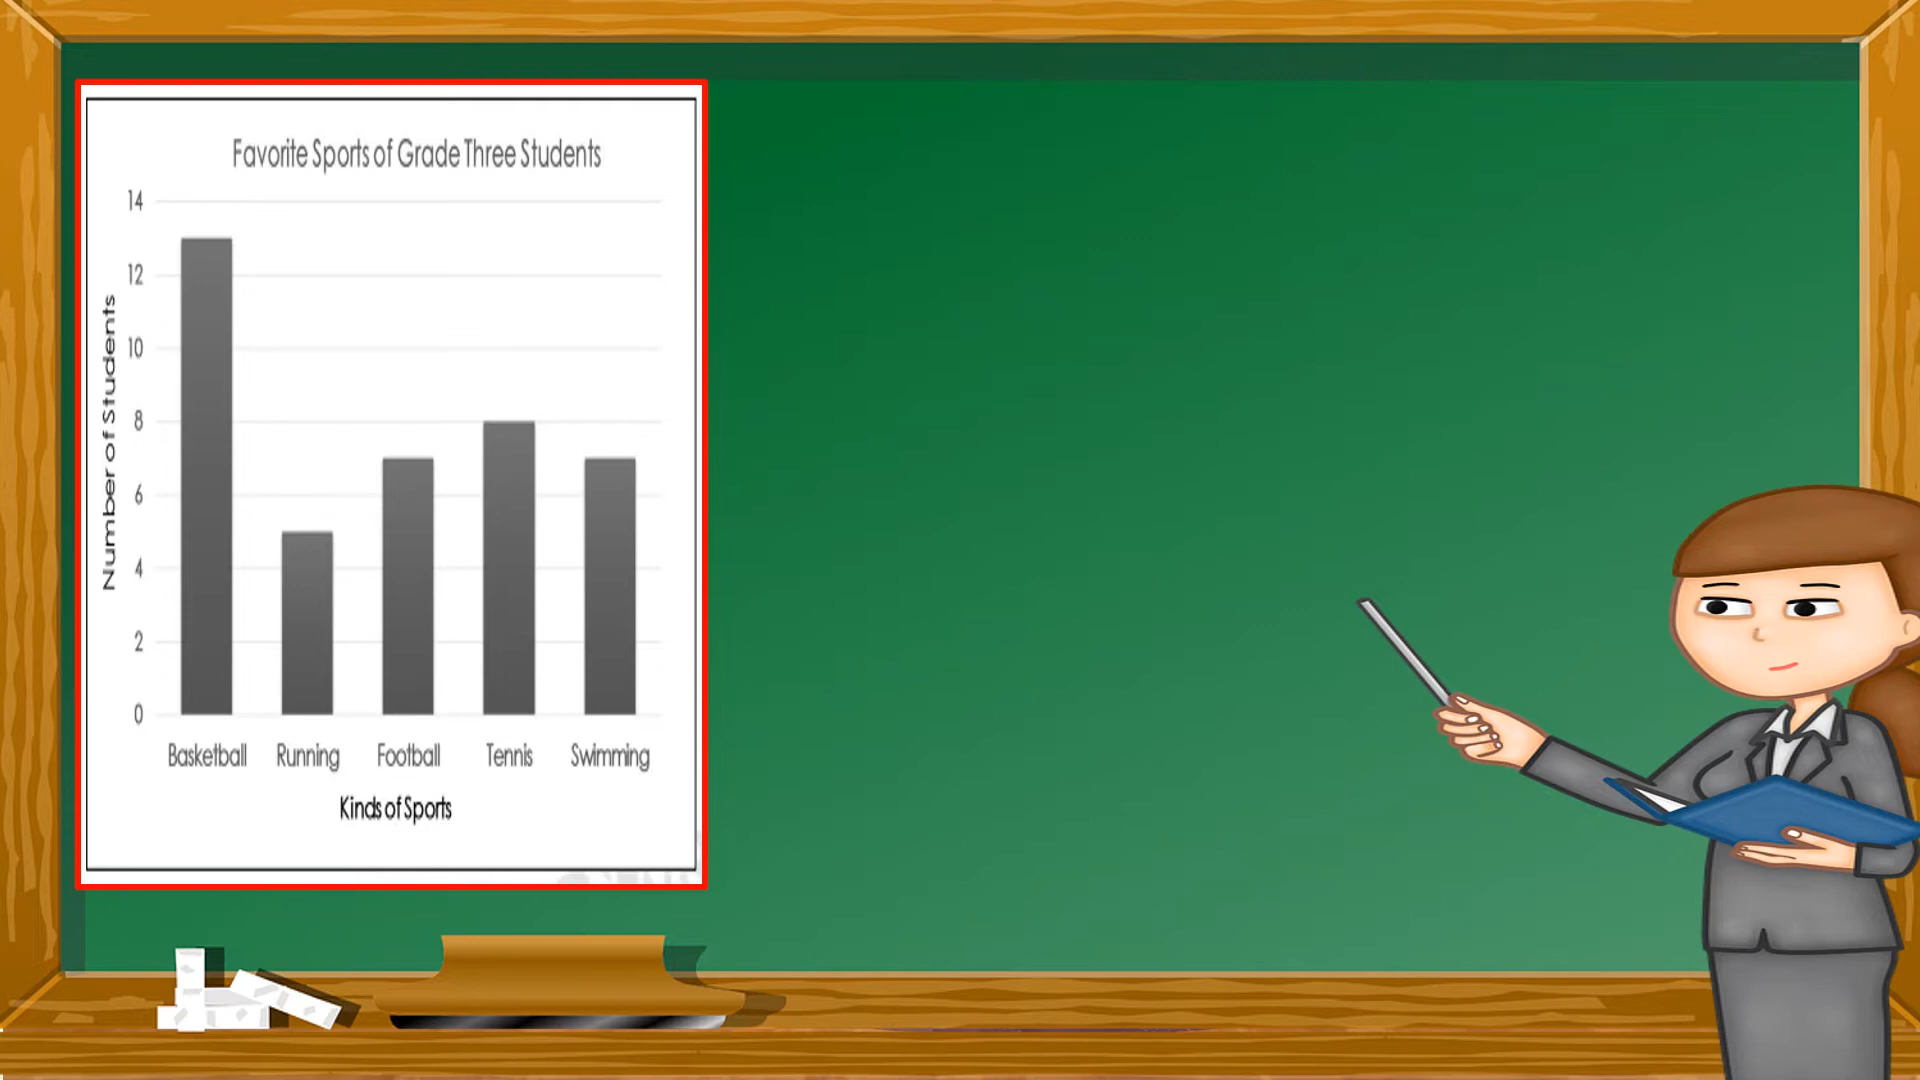 Favorite Sports of Grade Three Students
14
12
10
8
6
4
2
0
Number of Students
Basketball Running Football Tennis Swimming
Kinds of Sports